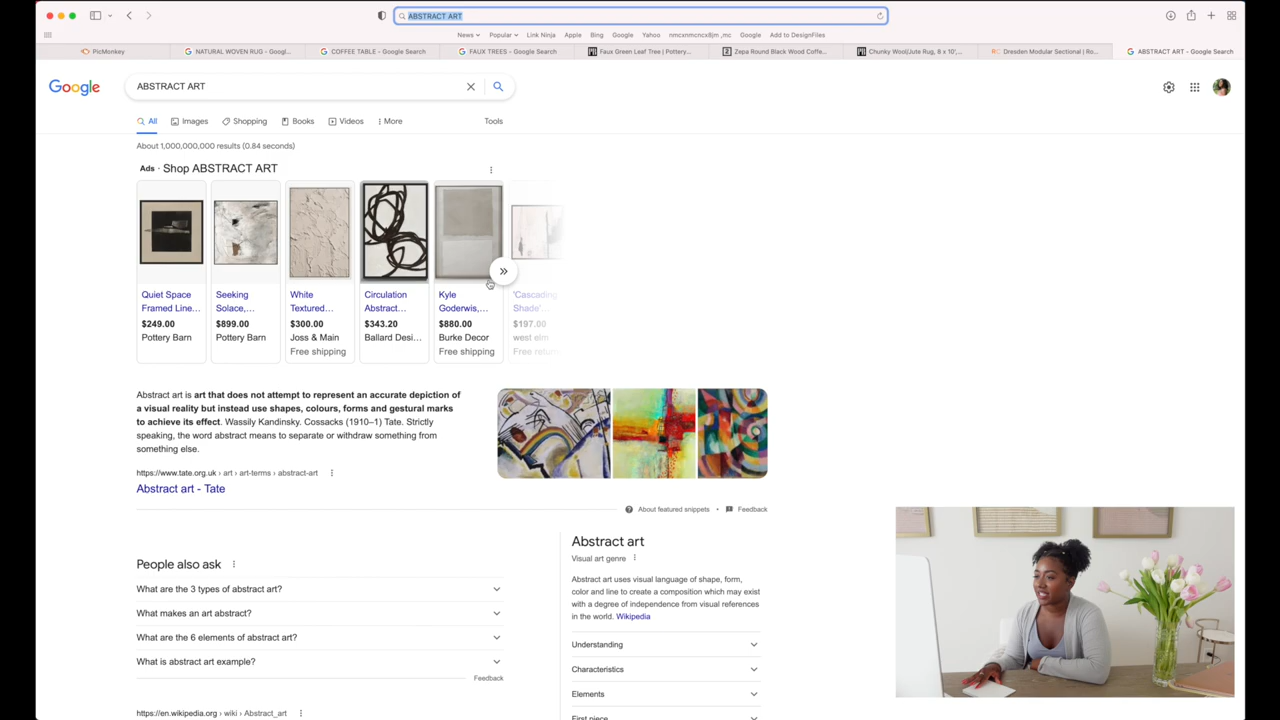 ABSTRACT ART
News
Popular
Link Ninja
Apple
Bing
Google
Yahoo
Google
Add to DesignFiles
PicMonkey
NATURAL WOVEN RUG - Googl...
COFFEE TABLE - Google Search
FAUX TREES - Google Search
Faux Green Leaf Tree | Pottery...
Zepa Round Black Wood Coffe...
Chunky Wool/Jute Rug, 8 x 10',...
Dresden Modular Sectional | Ro...
ABSTRACT ART - Google Search
Google
ABSTRACT ART
All
Images
Shopping
Books
Videos
More
Tools
About 1,000,000,000 results (0.84 seconds)
Ads · Shop ABSTRACT ART
Quiet Space
Framed Line...
$249.00
Pottery Barn
Seeking
Solace,...
$899.00
Pottery Barn
White
Textured...
$300.00
Joss & Main
Free shipping
Circulation
Abstract...
$343.20
Ballard Desi...
Kyle
Goderwis,...
$880.00
Burke Decor
Free shipping
'Cascading
Shade'...
$197.00
west elm
Free return
Abstract art is art that does not attempt to represent an accurate depiction of
a visual reality but instead use shapes, colours, forms and gestural marks
to achieve its effect. Wassily Kandinsky. Cossacks (1910–1) Tate. Strictly
speaking, the word abstract means to separate or withdraw something from
something else.
https://www.tate.org.uk › art › art-terms › abstract-art
Abstract art - Tate
About featured snippets • Feedback
People also ask
What are the 3 types of abstract art?
What makes an art abstract?
What are the 6 elements of abstract art?
What is abstract art example?
Feedback
https://en.wikipedia.org › wiki › Abstract_art
Abstract art
Visual art genre
Abstract art uses visual language of shape, form,
color and line to create a composition which may exist
with a degree of independence from visual references
in the world. Wikipedia
Understanding
Characteristics
Elements
First piece